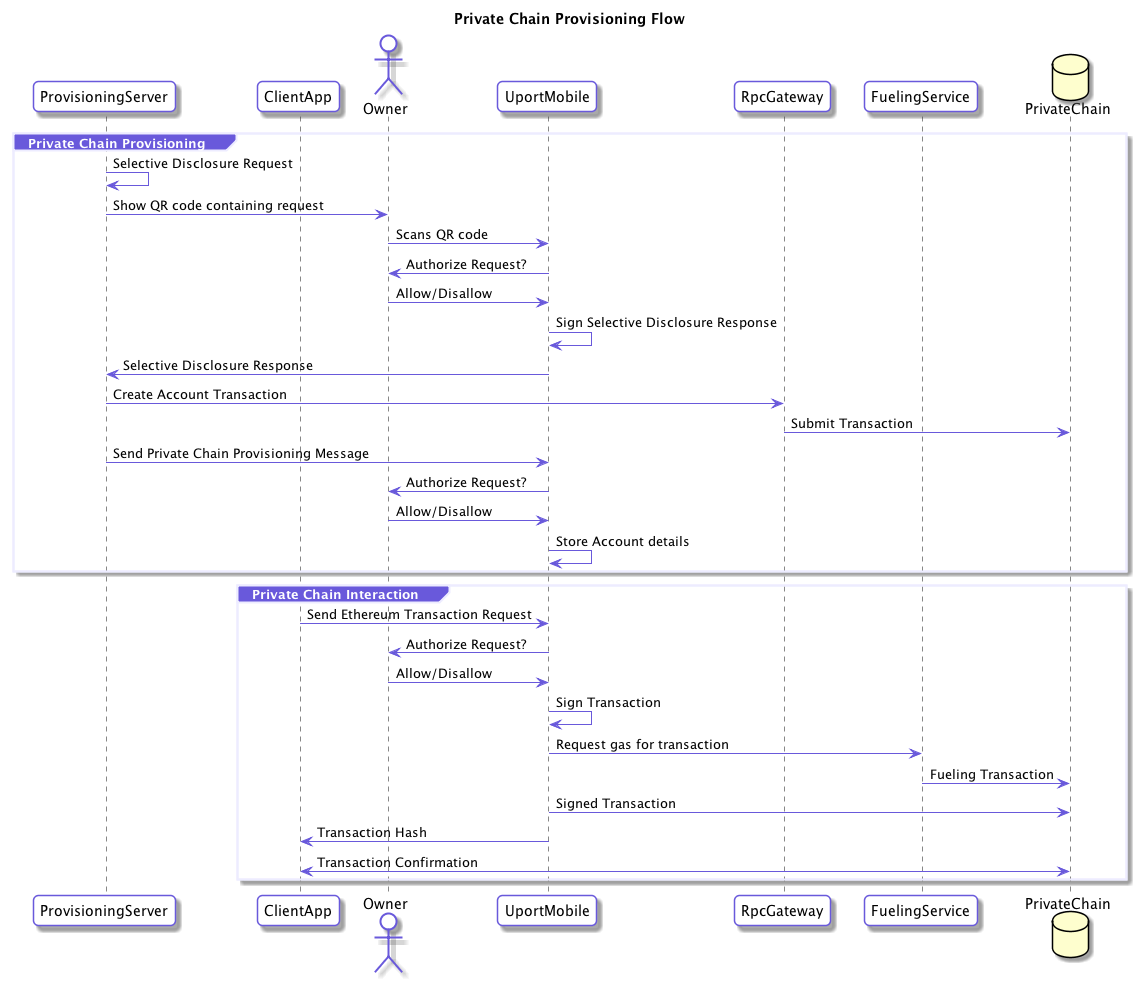 Private Chain Provisioning Flow
ProvisioningServer
ClientApp
Owner
UportMobile
RpcGateway
FuelingService
PrivateChain
Private Chain Provisioning
Selective Disclosure Request
Show QR code containing request
Scans QR code
Authorize Request?
Allow/Disallow
Sign Selective Disclosure Response
Selective Disclosure Response
Create Account Transaction
Submit Transaction
Send Private Chain Provisioning Message
Authorize Request?
Allow/Disallow
Store Account details
Private Chain Interaction
Send Ethereum Transaction Request
Authorize Request?
Allow/Disallow
Sign Transaction
Request gas for transaction
Fueling Transaction
Signed Transaction
Transaction Hash
Transaction Confirmation
ProvisioningServer
ClientApp
Owner
UportMobile
RpcGateway
FuelingService
PrivateChain